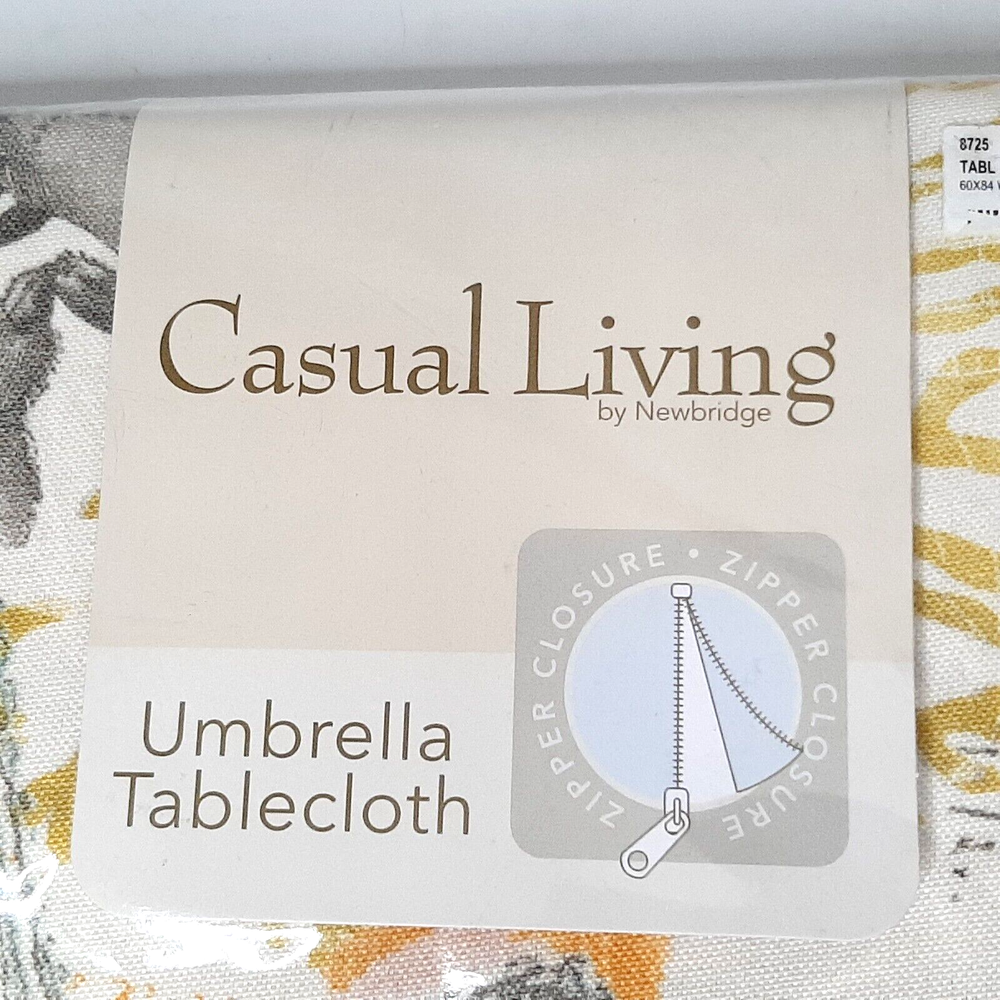 Casual Living
by Newbridge
8725
TABL
60X84
ZIPPER CLOSURE • ZIPPER CLOSURE
Umbrella
Tablecloth